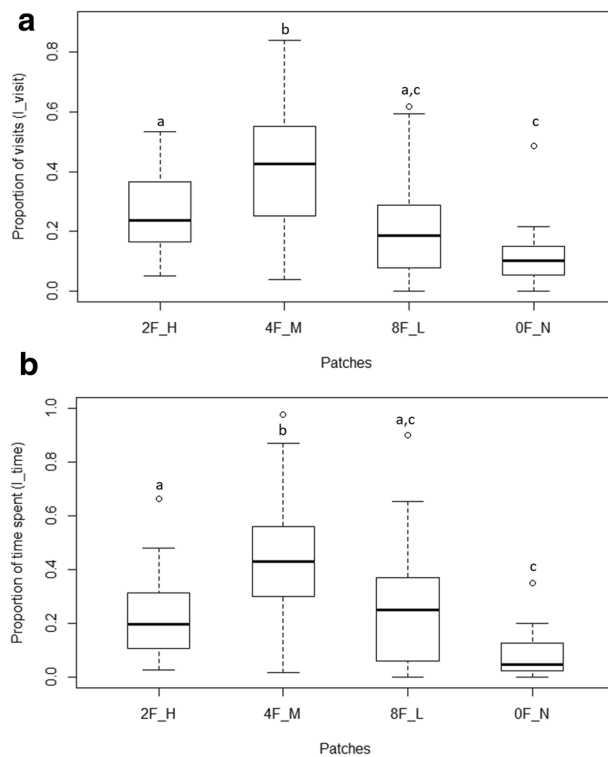 a
Proportion of visits (I_visit)
0.8
0.6
0.4
0.2
0.0
a
b
a,c
c
2F_H
4F_M
8F_L
0F_N
Patches
b
Proportion of time spent (I_time)
1.0
0.8
0.6
0.4
0.2
0.0
a
b
a,c
c
2F_H
4F_M
8F_L
0F_N
Patches